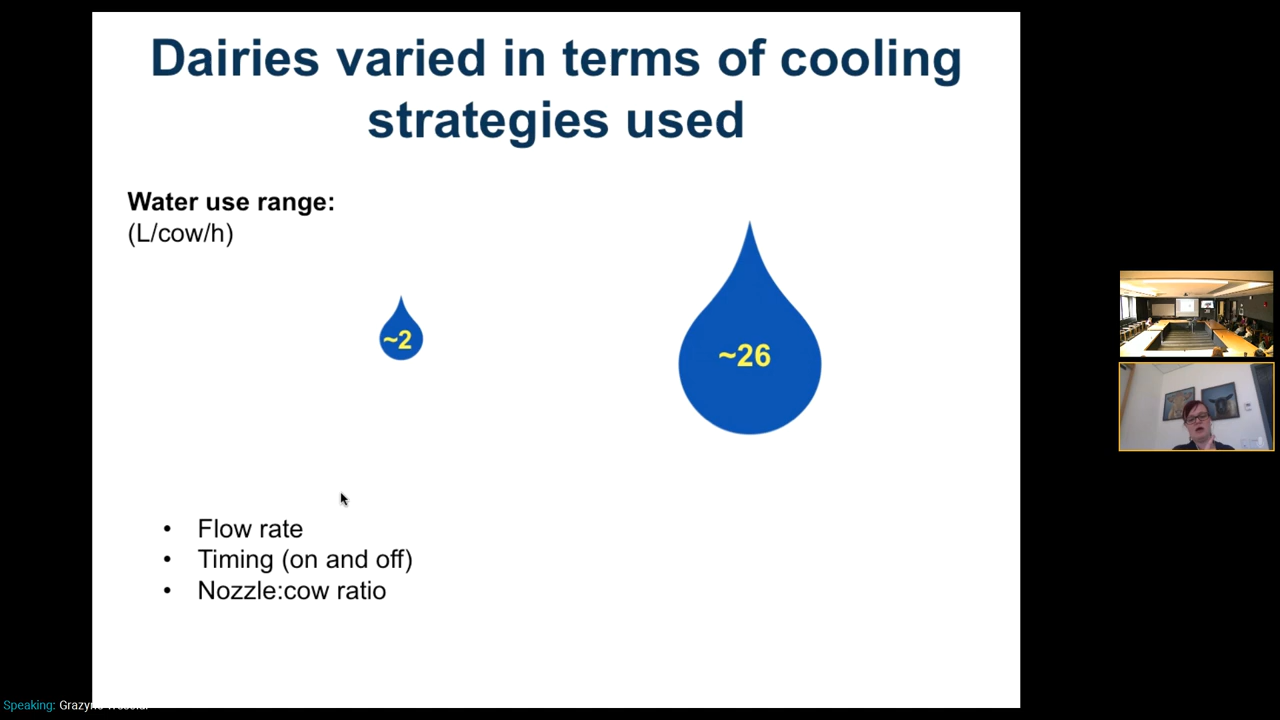 Dairies varied in terms of cooling
strategies used
Water use range:
(L/cow/h)
~2
~26
• Flow rate
• Timing (on and off)
• Nozzle:cow ratio
Speaking: